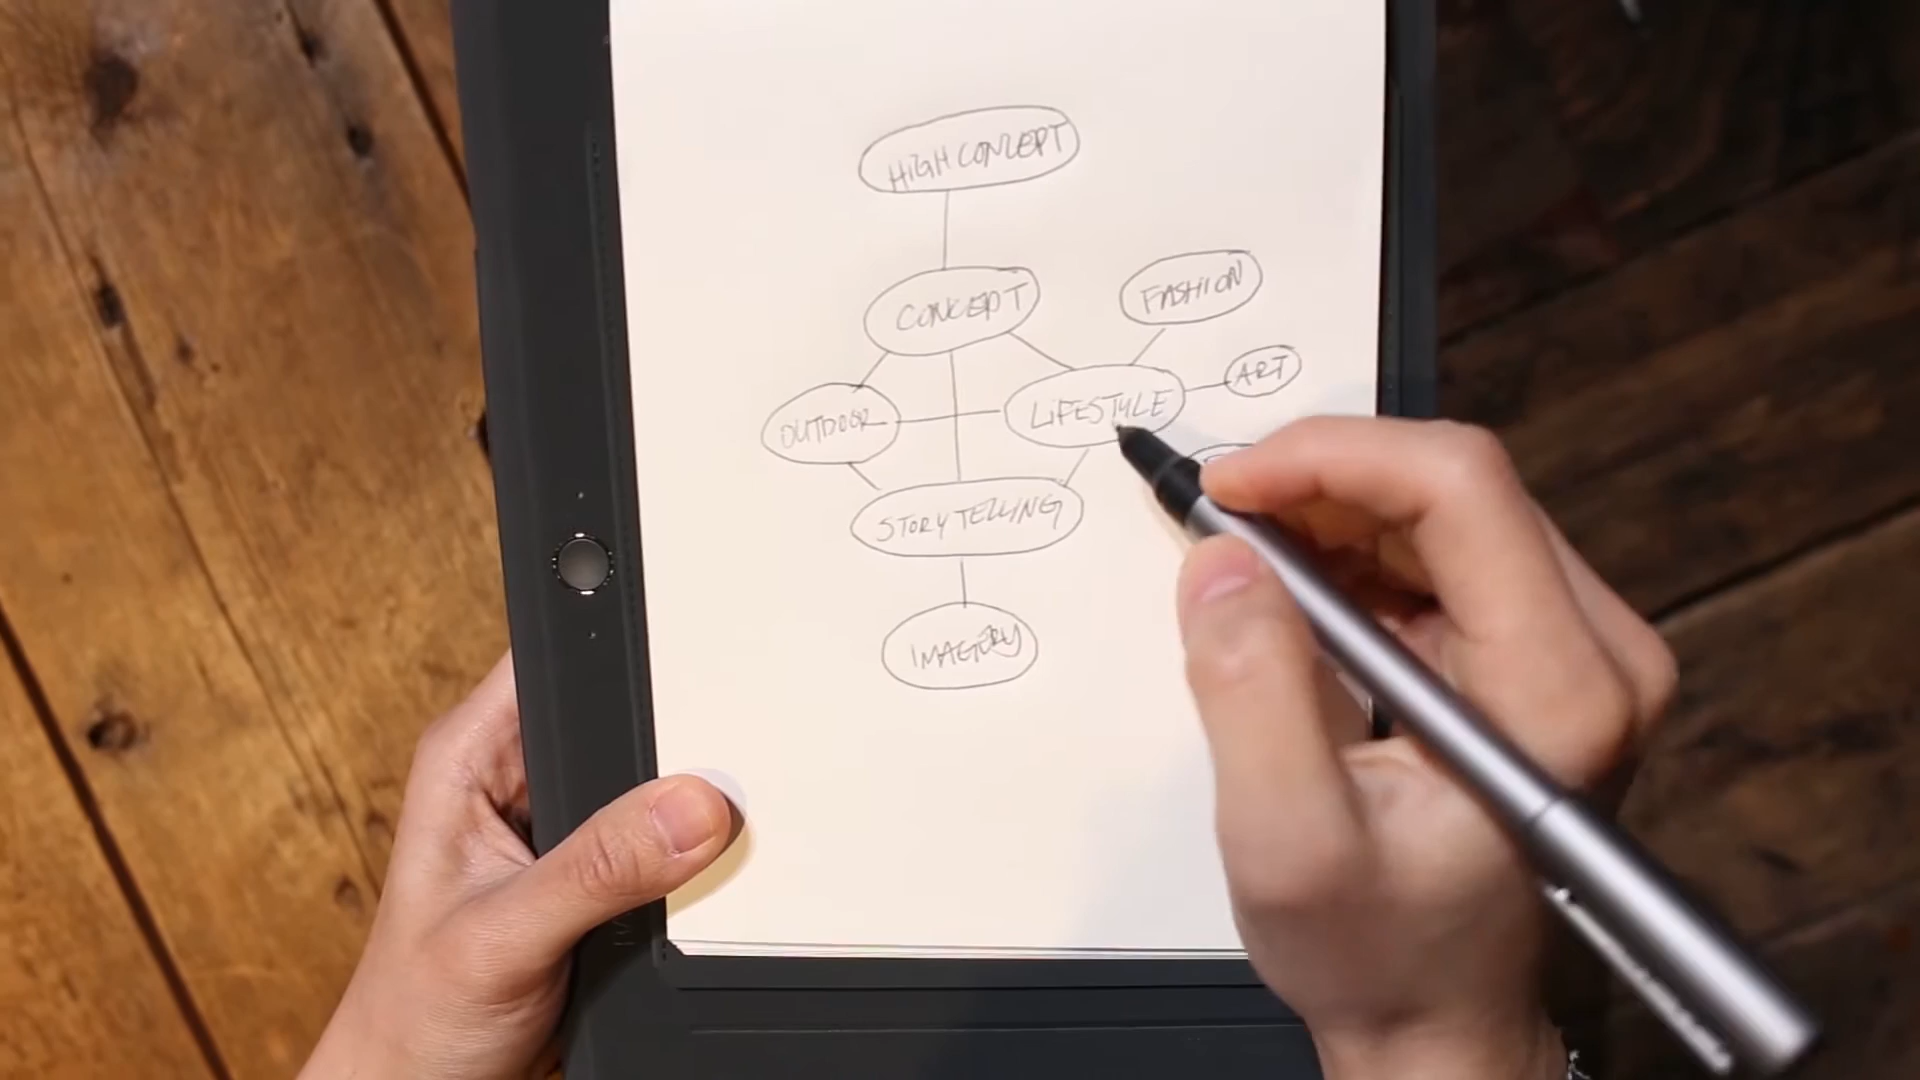 HIGH CONCEPT
CONCEPT
FASHION
ART
LIFESTYLE
OUTDOOR
STORYTELLING
IMAGERY